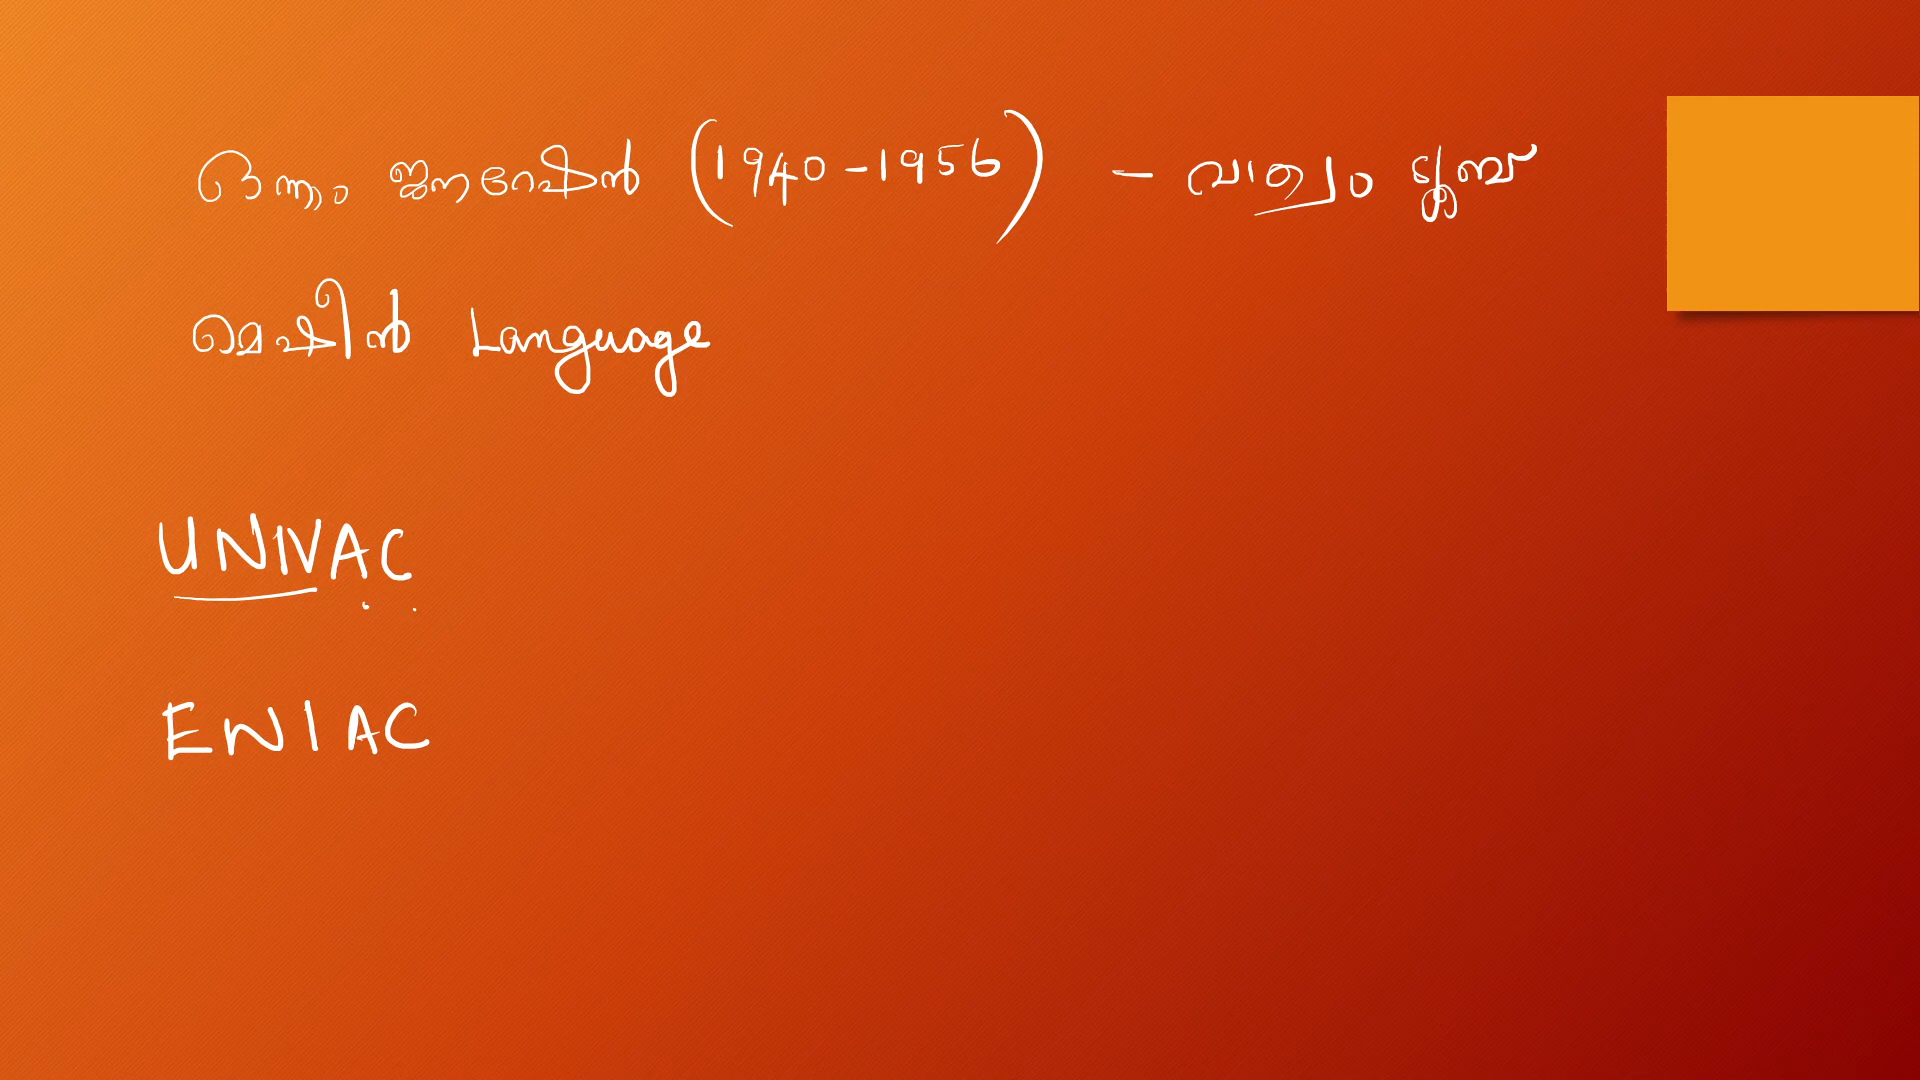 ഒന്നാം ജനറേഷൻ (1940-1956) - വാക്വം ട്യൂബ്
മെഷീൻ Language
UNIVAC
ENIAC